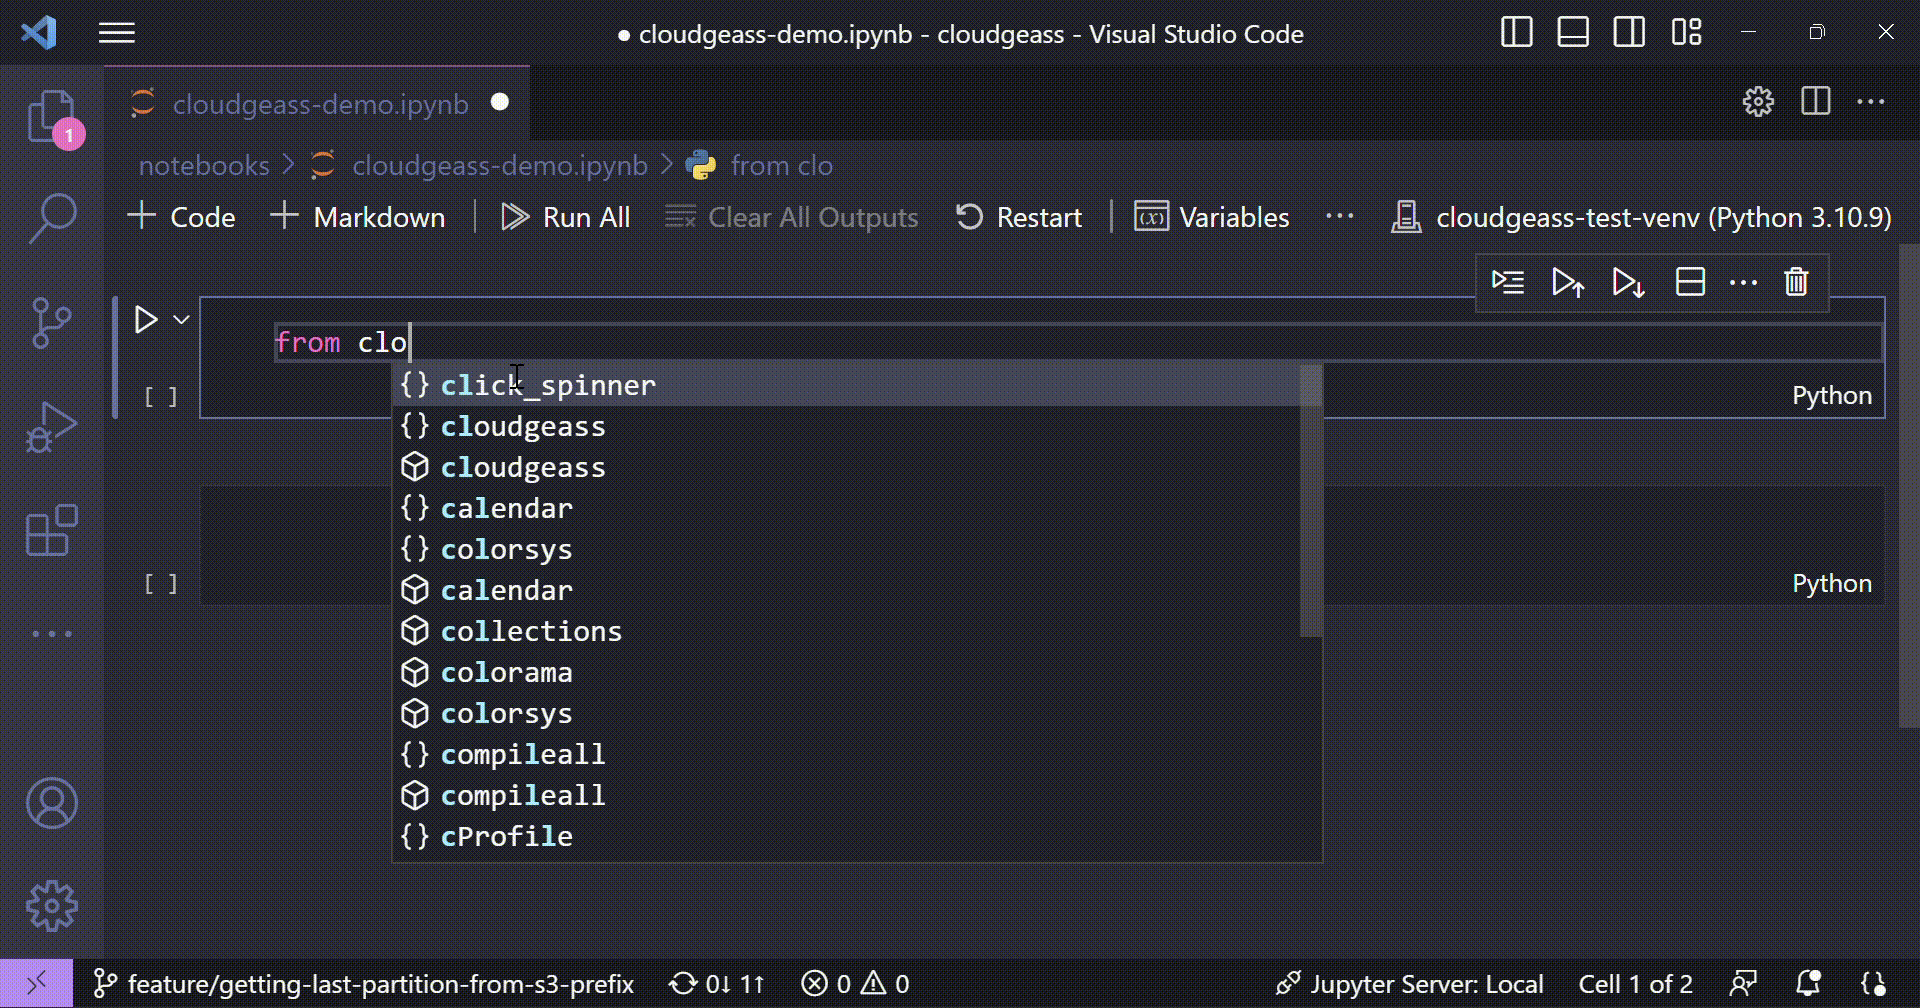 ● cloudgeass-demo.ipynb - cloudgeass - Visual Studio Code
cloudgeass-demo.ipynb
1
notebooks > cloudgeass-demo.ipynb > from clo
+ Code + Markdown | Run All Clear All Outputs Restart | (x) Variables ... cloudgeass-test-venv (Python 3.10.9)
from clo
[ ]
Python
{} click_spinner
{} cloudgeass
cloudgeass
{} calendar
{} colorsys
calendar
[ ]
Python
collections
colorama
colorsys
{} compileall
compileall
{} cProfile
feature/getting-last-partition-from-s3-prefix 0↓ 1↑ 0 0 Jupyter Server: Local Cell 1 of 2